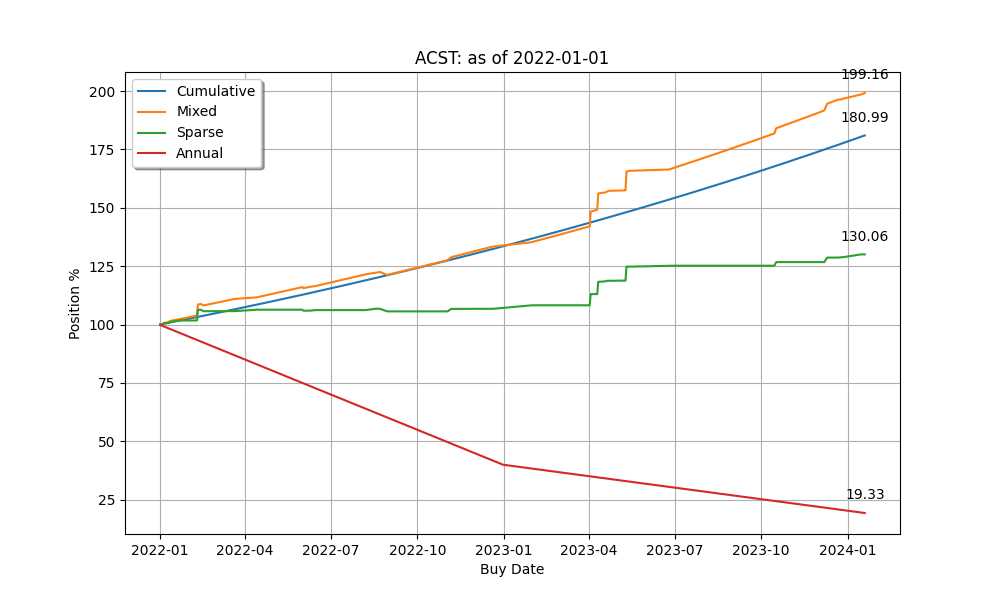 ACST: as of 2022-01-01
Cumulative
Mixed
Sparse
Annual
199.16
180.99
130.06
19.33
Position %
200
175
150
125
100
75
50
25
2022-01 2022-04 2022-07 2022-10 2023-01 2023-04 2023-07 2023-10 2024-01
Buy Date